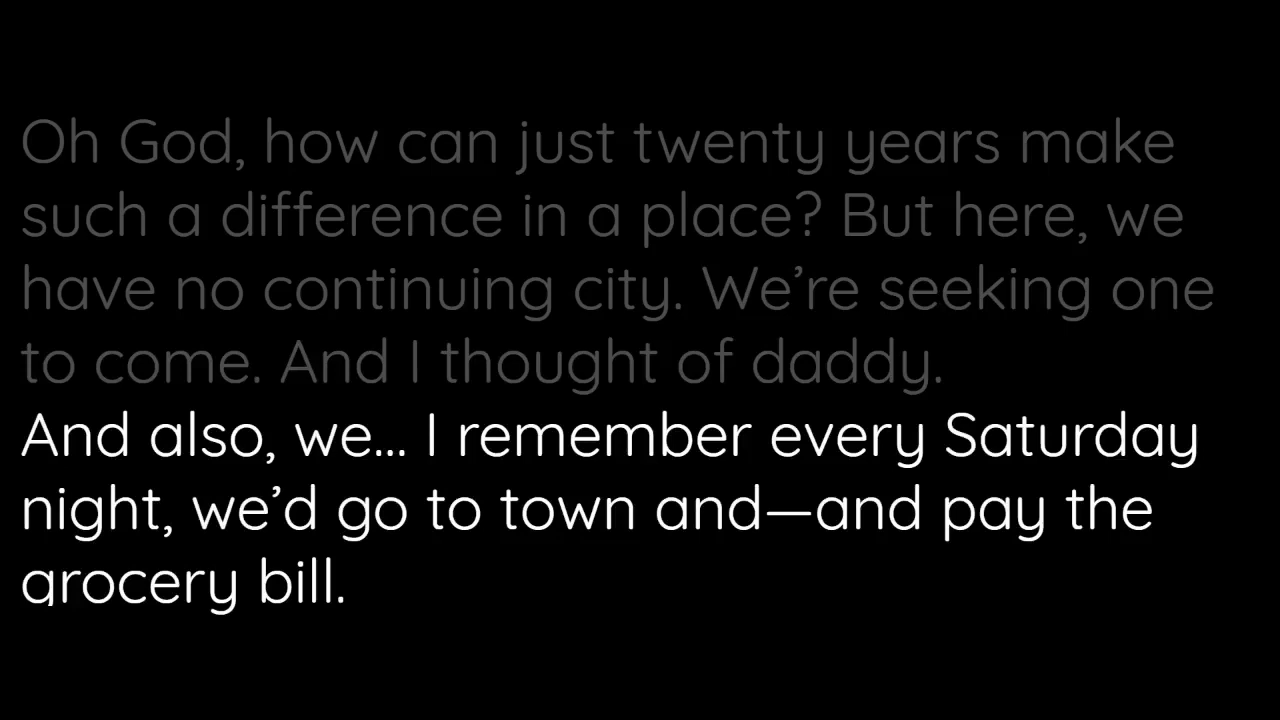 Oh God, how can just twenty years make
such a difference in a place? But here, we
have no continuing city. We’re seeking one
to come. And I thought of daddy.
And also, we... I remember every Saturday
night, we’d go to town and—and pay the
grocery bill.